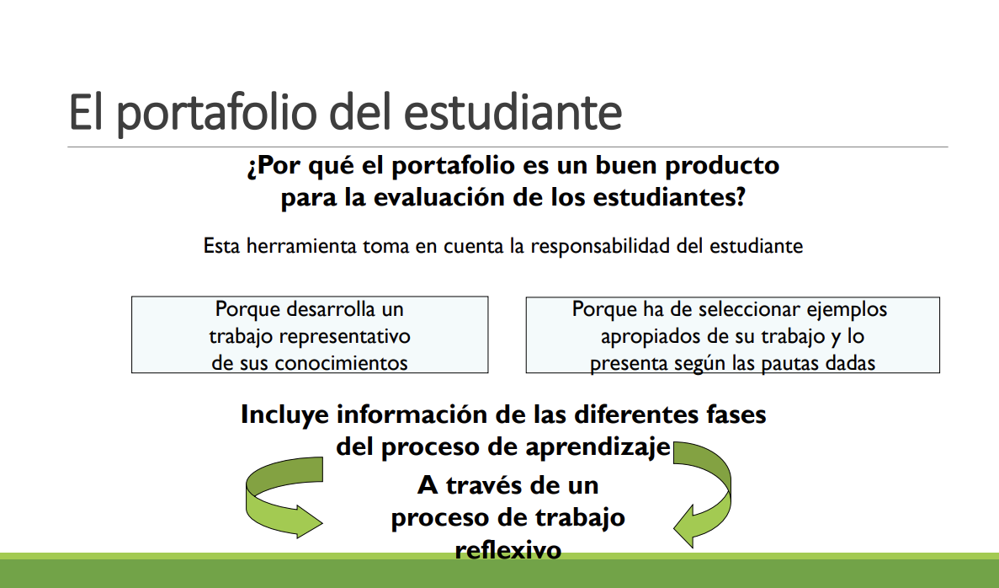 El portafolio del estudiante
¿Por qué el portafolio es un buen producto
para la evaluación de los estudiantes?
Esta herramienta toma en cuenta la responsabilidad del estudiante
Porque desarrolla un
trabajo representativo
de sus conocimientos
Porque ha de seleccionar ejemplos
apropiados de su trabajo y lo
presenta según las pautas dadas
Incluye información de las diferentes fases
del proceso de aprendizaje
A través de un
proceso de trabajo
reflexivo